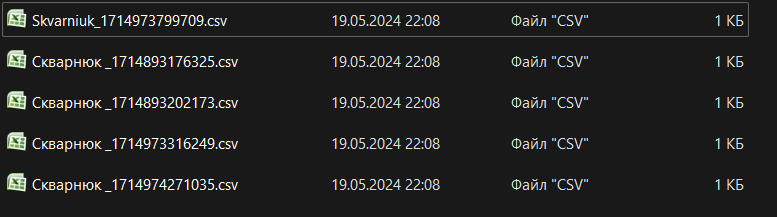 Skvarniuk_1714973799709.csv 19.05.2024 22:08 Файл "CSV" 1 КБ
Скварнюк _1714893176325.csv 19.05.2024 22:08 Файл "CSV" 1 КБ
Скварнюк _1714893202173.csv 19.05.2024 22:08 Файл "CSV" 1 КБ
Скварнюк _1714973316249.csv 19.05.2024 22:08 Файл "CSV" 1 КБ
Скварнюк _1714974271035.csv 19.05.2024 22:08 Файл "CSV" 1 КБ